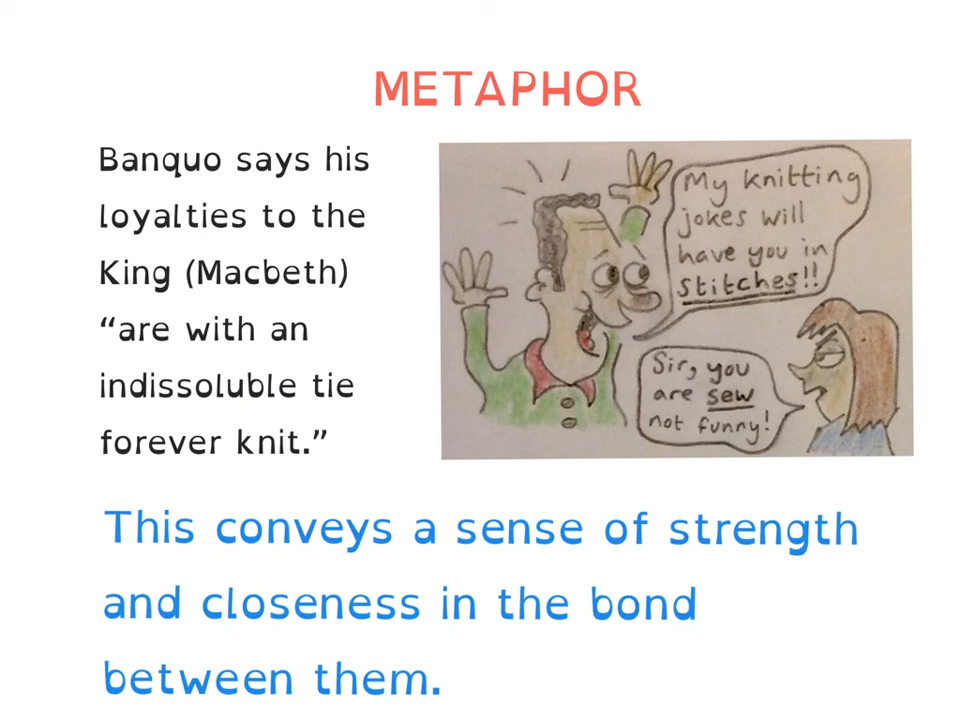 METAPHOR
Banquo says his
loyalties to the
King (Macbeth)
“are with an
indissoluble tie
forever knit.”
My knitting
jokes will
have you in
stitches!!
Sir, you
are sew
not funny!
This conveys a sense of strength
and closeness in the bond
between them.